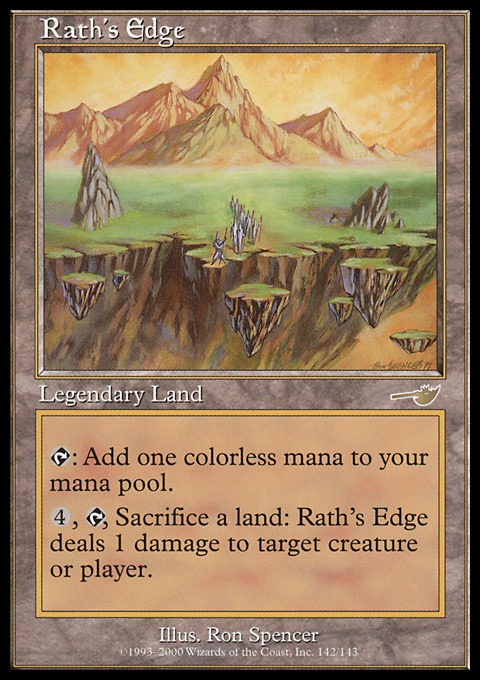 Rath's Edge
Legendary Land
: Add one colorless mana to your
mana pool.
4, , Sacrifice a land: Rath's Edge
deals 1 damage to target creature
or player.
Illus. Ron Spencer
©1993-2000 Wizards of the Coast, Inc. 142/143